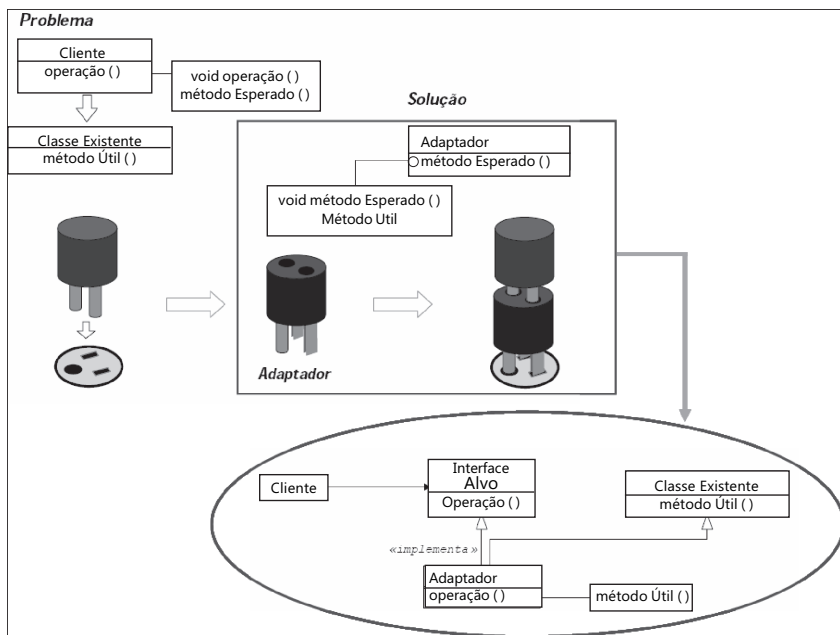 Problema
Cliente
operação ( )
void operação ( )
método Esperado ( )
Classe Existente
método Útil ( )
Solução
Adaptador
método Esperado ( )
void método Esperado ( )
Método Util
Adaptador
Cliente
Interface
Alvo
Operação ( )
Classe Existente
método Útil ( )
«implementa»
Adaptador
operação ( )
método Útil ( )